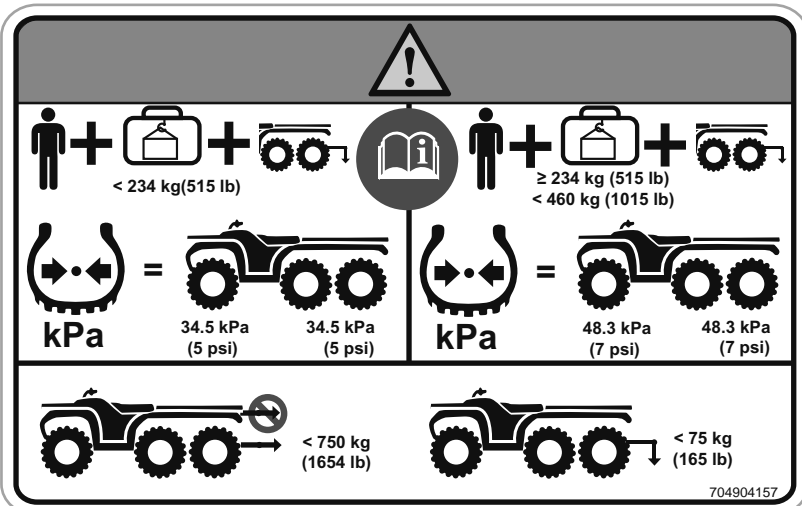 i
< 234 kg(515 lb)
≥ 234 kg (515 lb)
< 460 kg (1015 lb)
=
kPa
34.5 kPa
(5 psi)
34.5 kPa
(5 psi)
=
kPa
48.3 kPa
(7 psi)
48.3 kPa
(7 psi)
< 750 kg
(1654 lb)
< 75 kg
(165 lb)
704904157